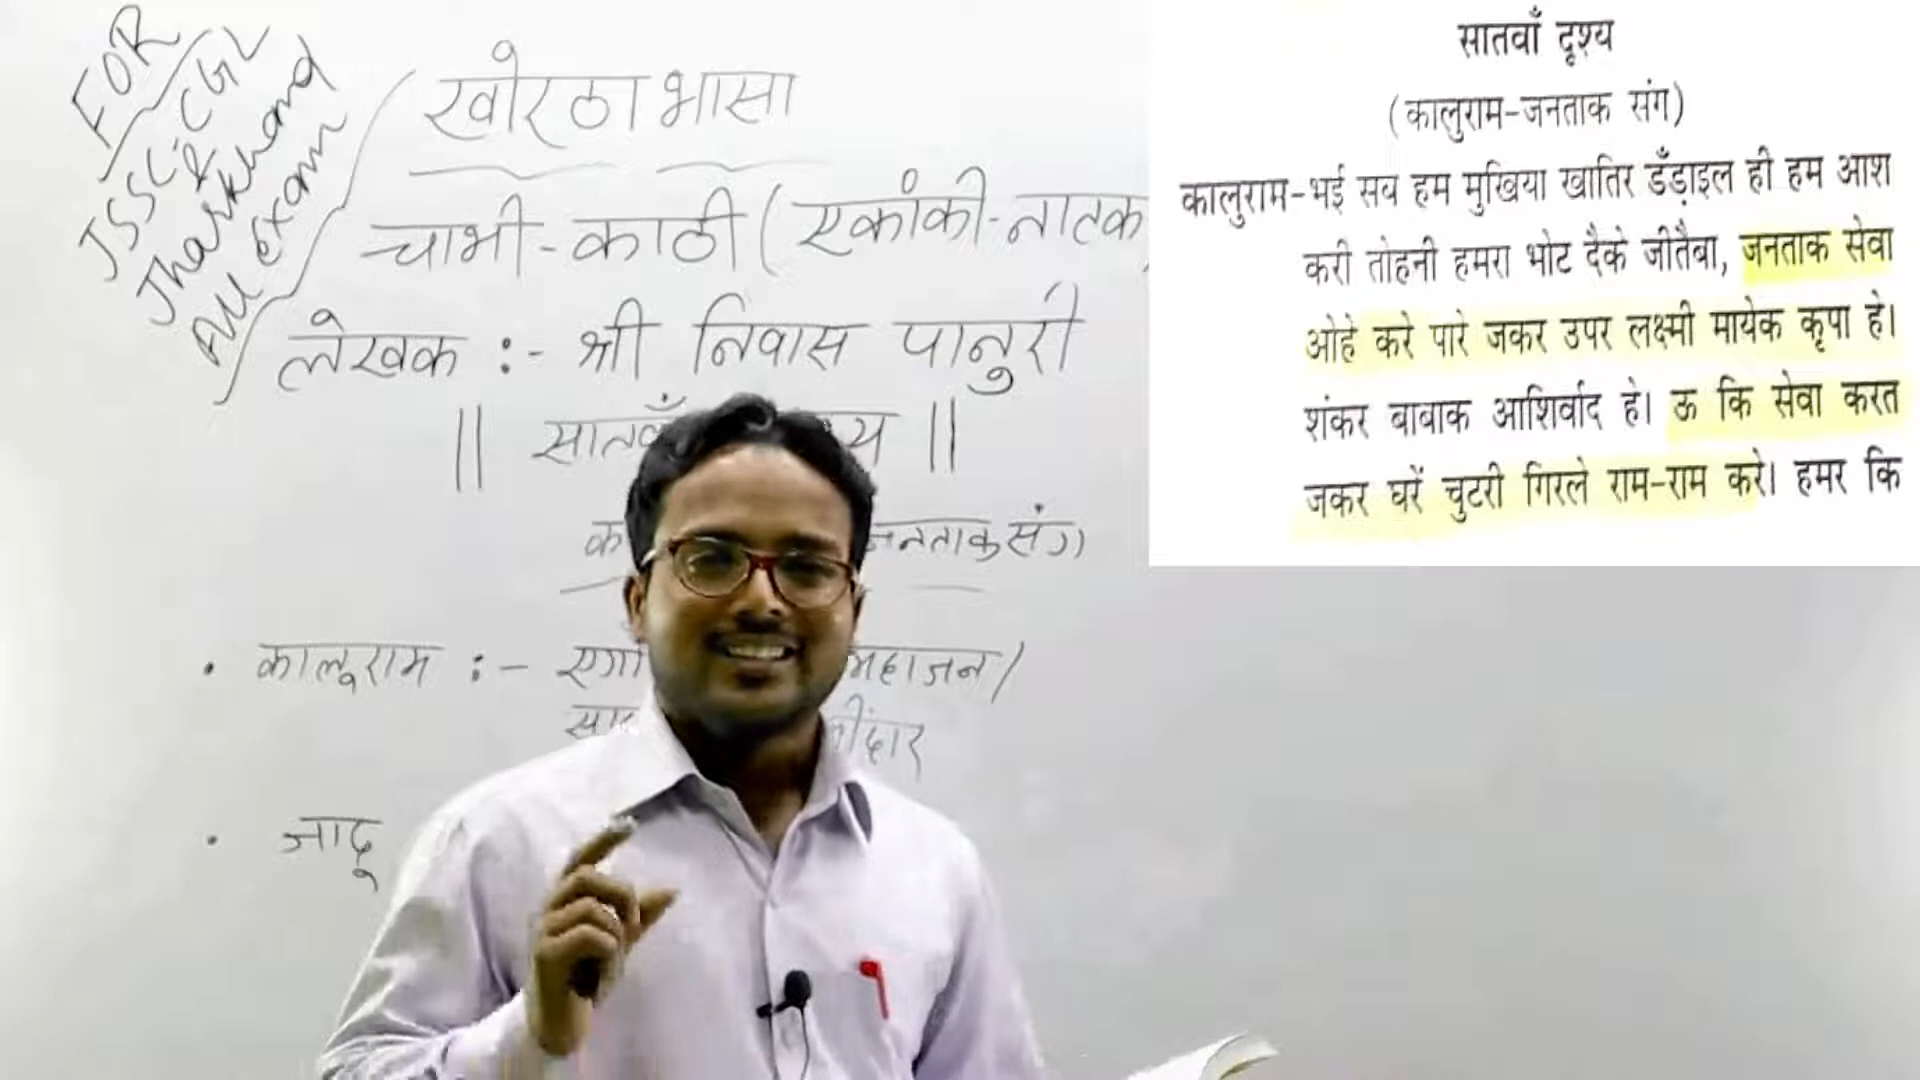 FOR
JSSC-CGL
&
Jharkhand
All Exam
खोरठा भासा
चाभी-काठी (एकांकी-नाटक
लेखक :- श्री निवास पानुरी
|| सातवाँ य ||
क जनताक संग)
• कालूराम :- एगो महाजन/
• जादू
सातवाँ दृश्य
(कालुराम-जनताक संग)
कालुराम-भई सब हम मुखिया खातिर डँड़ाइल ही हम आश
करी तोहनी हमरा भोट दैके जीतैबा, जनताक सेवा
ओहे करे पारे जकर उपर लक्ष्मी मायेक कृपा हे।
शंकर बाबाक आशिर्वाद हे। ऊ कि सेवा करत
जकर घरें चुटरी गिरले राम-राम करे। हमर कि